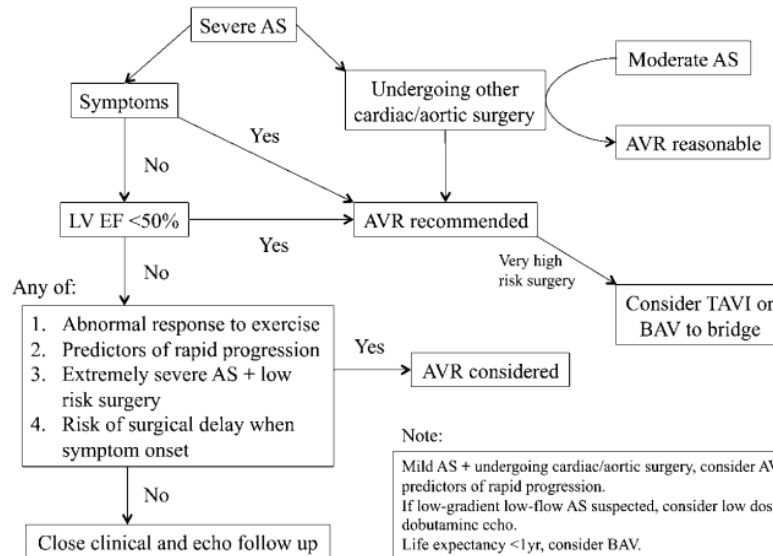 Severe AS
Symptoms
Undergoing other
cardiac/aortic surgery
Moderate AS
AVR reasonable
Yes
No
LV EF <50%
Yes
AVR recommended
No
Very high
risk surgery
Consider TAVI or
BAV to bridge
Any of:
1. Abnormal response to exercise
2. Predictors of rapid progression
3. Extremely severe AS + low
risk surgery
4. Risk of surgical delay when
symptom onset
Yes
AVR considered
No
Close clinical and echo follow up
Note:
Mild AS + undergoing cardiac/aortic surgery, consider
predictors of rapid progression.
If low-gradient low-flow AS suspected, consider low
dobutamine echo.
Life expectancy <1yr, consider BAV.